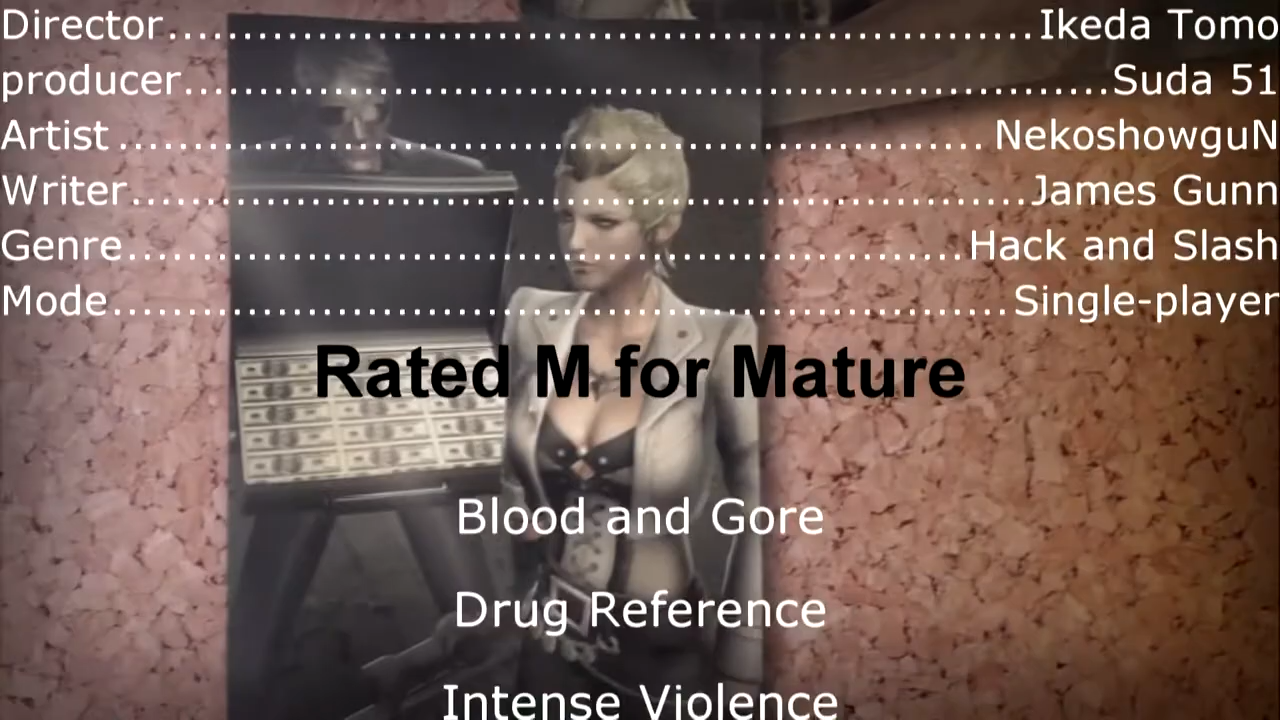 Director..........................................................Ikeda Tomo
producer..............................................................Suda 51
Artist ..........................................................NekoshowguN
Writer............................................................James Gunn
Genre........................................................Hack and Slash
Mode............................................................Single-player
Rated M for Mature
Blood and Gore
Drug Reference
Intense Violence